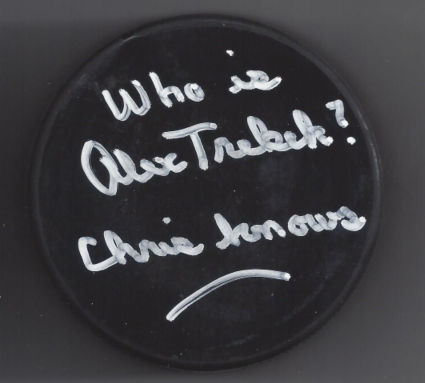 Who is
Alex Trebek?
Chris knows